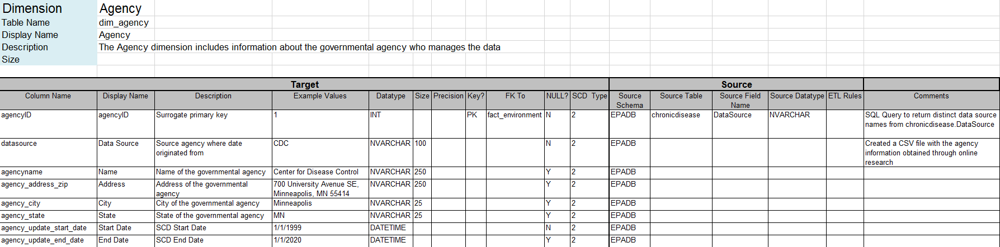 Dimension Agency
Table Name dim_agency
Display Name Agency
Description The Agency dimension includes information about the governmental agency who manages the data
Size
Target Source
Column Name Display Name Description Example Values Datatype Size Precision Key? FK To NULL? SCD Type Source Schema Source Table Source Field Name Source Datatype ETL Rules Comments
agencyID agencyID Surrogate primary key 1 INT PK fact_environment N 2 EPADB chronicdisease DataSource NVARCHAR SQL Query to return distinct data source names from chronicdisease.DataSource
datasource Data Source Source agency where date originated from CDC NVARCHAR 100 N 2 EPADB Created a CSV file with the agency information obtained through online research
agencyname Name Name of the governmental agency Center for Disease Control NVARCHAR 250 Y 2 EPADB
agency_address_zip Address Address of the governmental agency 700 University Avenue SE, Minneapolis, MN 55414 NVARCHAR 250 Y 2 EPADB
agency_city City City of the governmental agency Minneapolis NVARCHAR 25 Y 2 EPADB
agency_state State State of the governmental agency MN NVARCHAR 25 Y 2 EPADB
agency_update_start_date Start Date SCD Start Date 1/1/1999 DATETIME N 2 EPADB
agency_update_end_date End Date SCD End Date 1/1/2020 DATETIME Y 2 EPADB